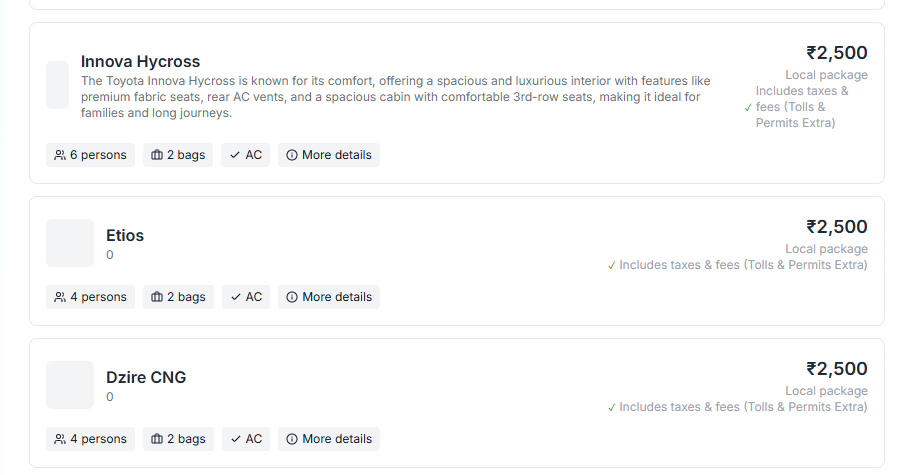 Innova Hycross
The Toyota Innova Hycross is known for its comfort, offering a spacious and luxurious interior with features like
premium fabric seats, rear AC vents, and a spacious cabin with comfortable 3rd-row seats, making it ideal for
families and long journeys.
₹2,500
Local package
Includes taxes &
✓ fees (Tolls &
Permits Extra)
6 persons 2 bags ✓ AC More details
Etios
0
₹2,500
Local package
✓ Includes taxes & fees (Tolls & Permits Extra)
4 persons 2 bags ✓ AC More details
Dzire CNG
0
₹2,500
Local package
✓ Includes taxes & fees (Tolls & Permits Extra)
4 persons 2 bags ✓ AC More details